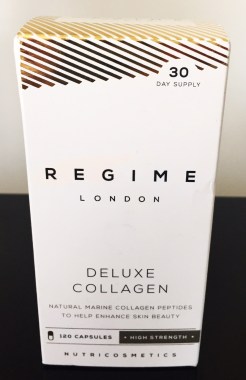 30
DAY SUPPLY
REGIME
LONDON
DELUXE
COLLAGEN
NATURAL MARINE COLLAGEN PEPTIDES
TO HELP ENHANCE SKIN BEAUTY
120 CAPSULES • HIGH STRENGTH •
NUTRICOSMETICS